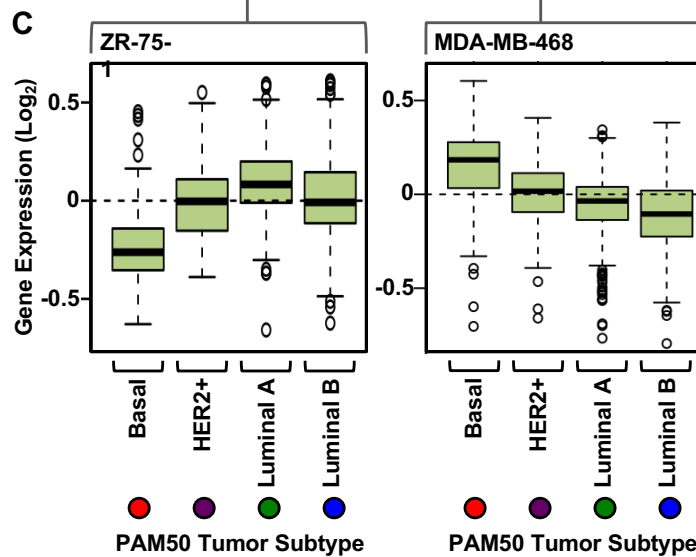 C
ZR-75-
1
MDA-MB-468
Gene Expression (Log₂)
0.5
0
-0.5
0.5
0
-0.5
Basal
HER2+
Luminal A
Luminal B
Basal
HER2+
Luminal A
Luminal B
PAM50 Tumor Subtype
PAM50 Tumor Subtype